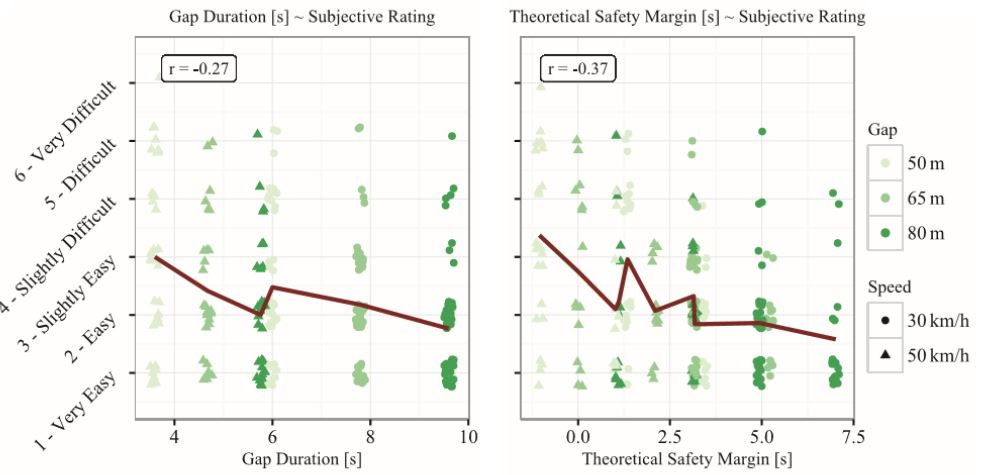 Gap Duration [s] ~ Subjective Rating
Theoretical Safety Margin [s] ~ Subjective Rating
r = -0.27
r = -0.37
6 - Very Difficult
5 - Difficult
4 - Slightly Difficult
3 - Slightly Easy
2 - Easy
1 - Very Easy
4 6 8 10
0.0 2.5 5.0 7.5
Gap Duration [s]
Theoretical Safety Margin [s]
Gap
50 m
65 m
80 m
Speed
30 km/h
50 km/h